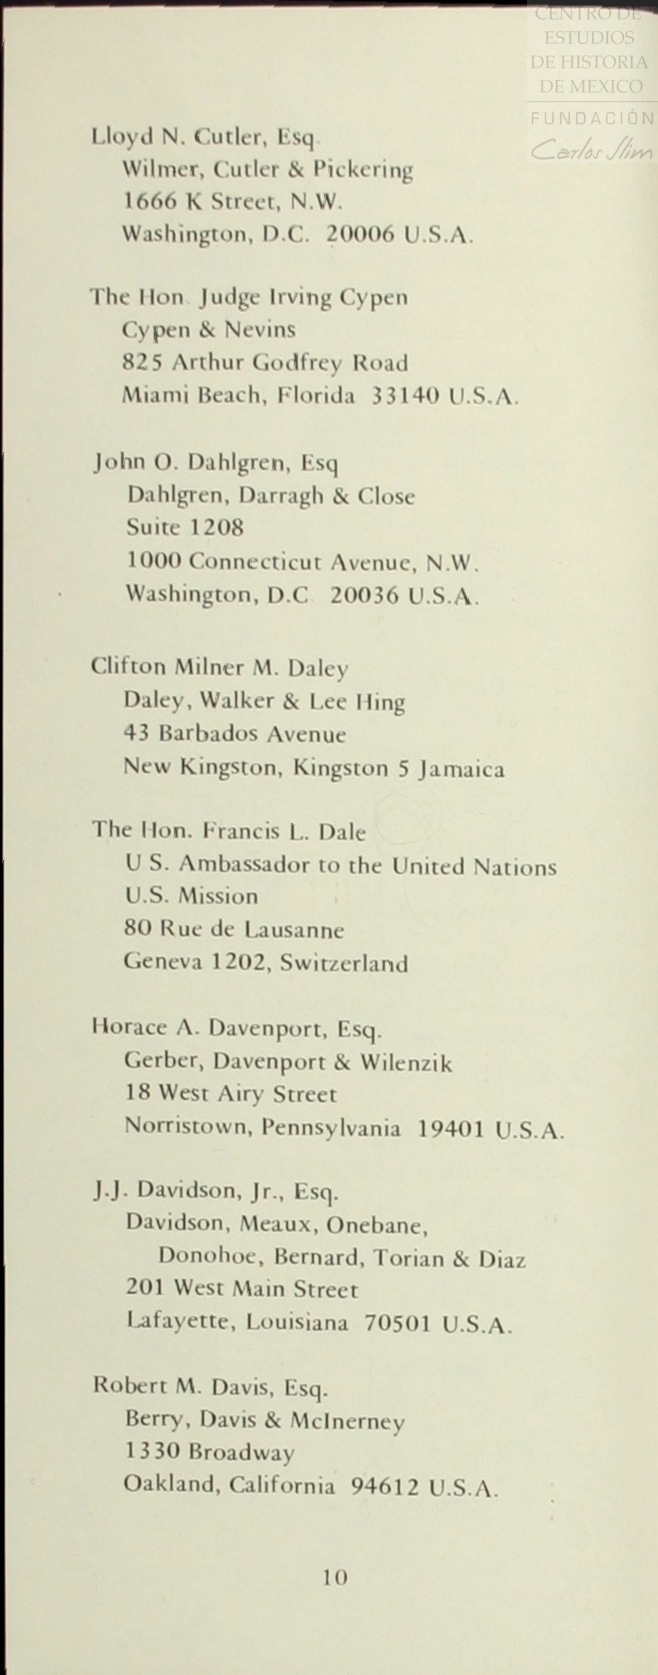 CENTRO DE
ESTUDIOS
DE HISTORIA
DE MEXICO
FUNDACIÓN
Carlos Slim
Lloyd N. Cutler, Esq.
Wilmer, Cutler & Pickering
1666 K Street, N.W.
Washington, D.C. 20006 U.S.A.
The Hon. Judge Irving Cypen
Cypen & Nevins
825 Arthur Godfrey Road
Miami Beach, Florida 33140 U.S.A.
John O. Dahlgren, Esq
Dahlgren, Darragh & Close
Suite 1208
1000 Connecticut Avenue, N.W.
Washington, D.C 20036 U.S.A.
Clifton Milner M. Daley
Daley, Walker & Lee Hing
43 Barbados Avenue
New Kingston, Kingston 5 Jamaica
The Hon. Francis L. Dale
U S. Ambassador to the United Nations
U.S. Mission
80 Rue de Lausanne
Geneva 1202, Switzerland
Horace A. Davenport, Esq.
Gerber, Davenport & Wilenzik
18 West Airy Street
Norristown, Pennsylvania 19401 U.S.A.
J.J. Davidson, Jr., Esq.
Davidson, Meaux, Onebane,
Donohoe, Bernard, Torian & Diaz
201 West Main Street
Lafayette, Louisiana 70501 U.S.A.
Robert M. Davis, Esq.
Berry, Davis & McInerney
1330 Broadway
Oakland, California 94612 U.S.A.
10